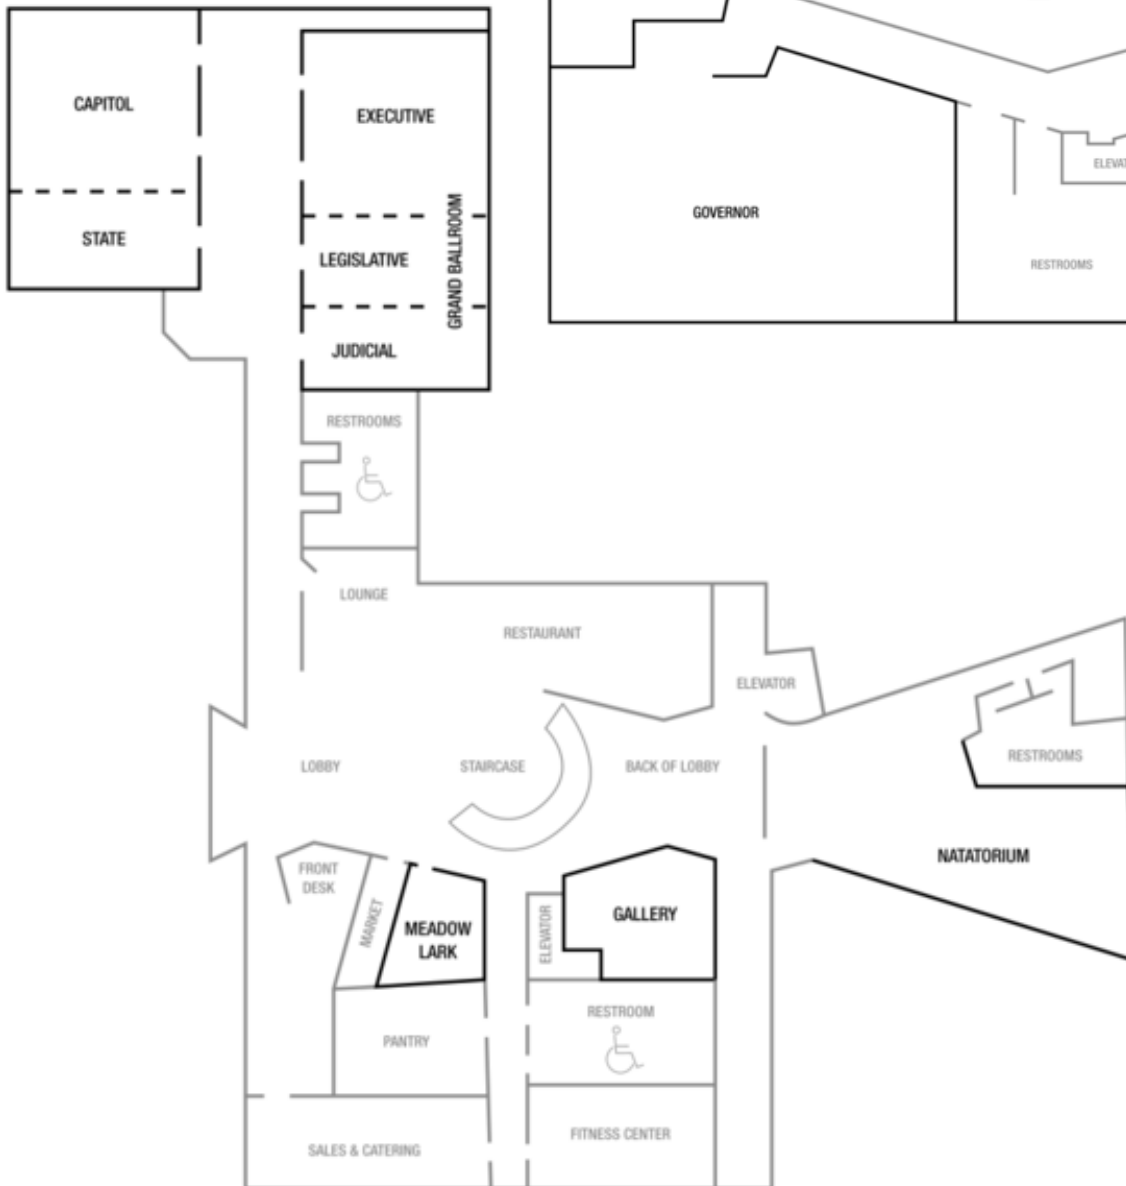 CAPITOL
STATE
EXECUTIVE
LEGISLATIVE
GRAND BALLROOM
JUDICIAL
GOVERNOR
ELEVAT
RESTROOMS
RESTROOMS
LOUNGE
RESTAURANT
ELEVATOR
LOBBY
STAIRCASE
BACK OF LOBBY
RESTROOMS
NATATORIUM
FRONT
DESK
MARKET
MEADOW
LARK
ELEVATOR
GALLERY
PANTRY
RESTROOM
SALES & CATERING
FITNESS CENTER